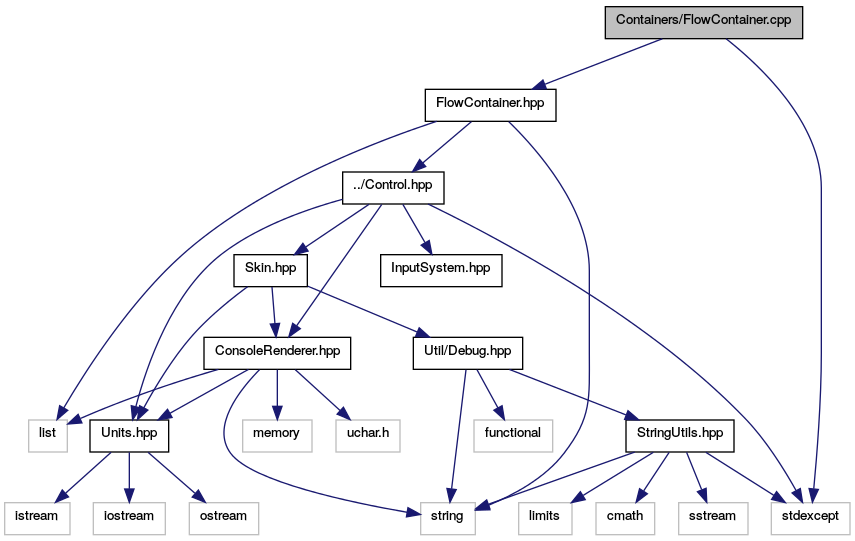 Containers/FlowContainer.cpp
FlowContainer.hpp
../Control.hpp
Skin.hpp
InputSystem.hpp
ConsoleRenderer.hpp
Util/Debug.hpp
list
Units.hpp
memory
uchar.h
functional
StringUtils.hpp
istream
iostream
ostream
string
limits
cmath
sstream
stdexcept